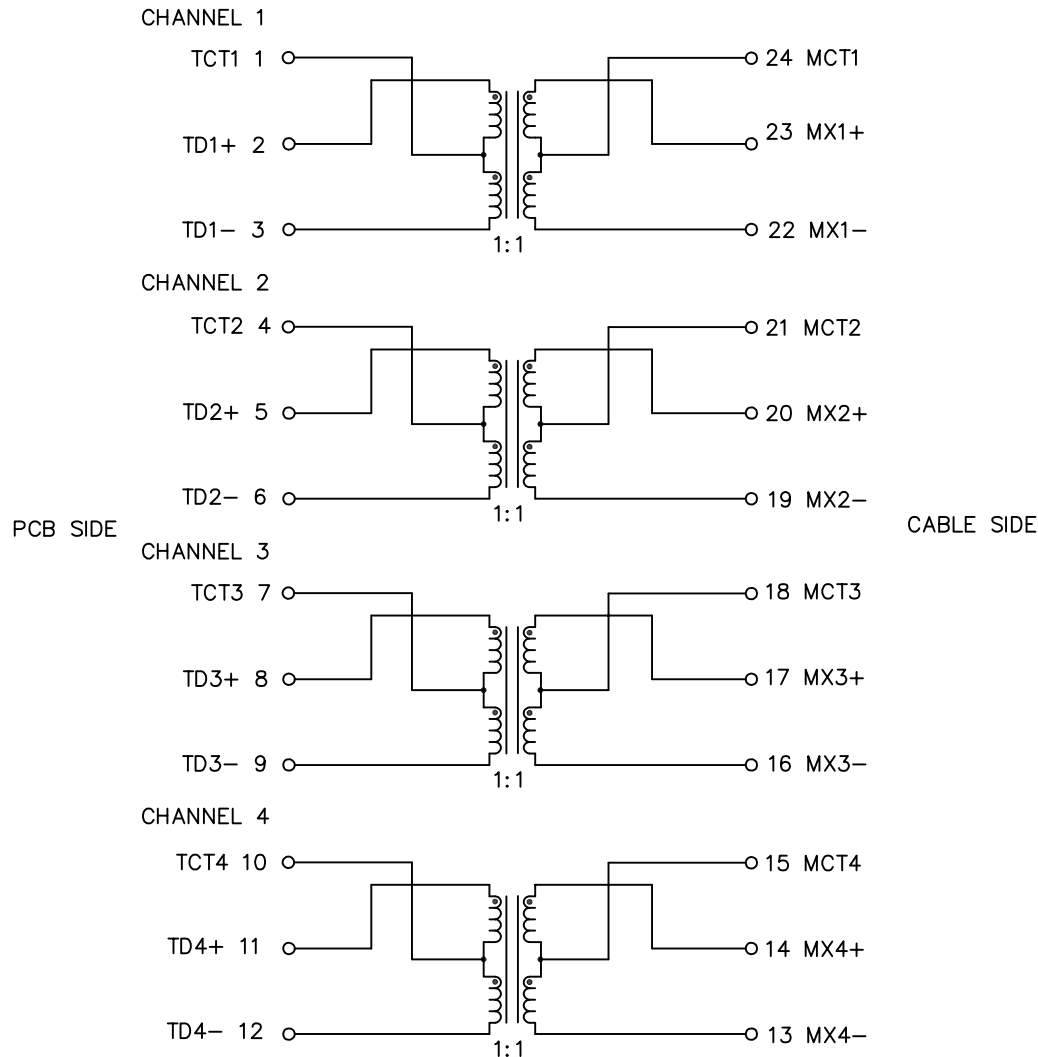 CHANNEL 1
TCT1 1
24 MCT1
TD1+ 2
23 MX1+
TD1− 3
22 MX1−
1:1
CHANNEL 2
TCT2 4
21 MCT2
TD2+ 5
20 MX2+
TD2− 6
19 MX2−
1:1
PCB SIDE
CABLE SIDE
CHANNEL 3
TCT3 7
18 MCT3
TD3+ 8
17 MX3+
TD3− 9
16 MX3−
1:1
CHANNEL 4
TCT4 10
15 MCT4
TD4+ 11
14 MX4+
TD4− 12
13 MX4−
1:1